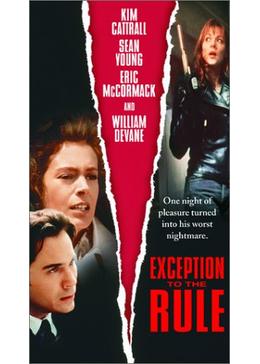 KIM
CATTRALL
SEAN
YOUNG
ERIC
McCORMACK
AND
WILLIAM
DEVANE
One night of
pleasure turned
into his worst
nightmare.
EXCEPTION
TO THE
RULE